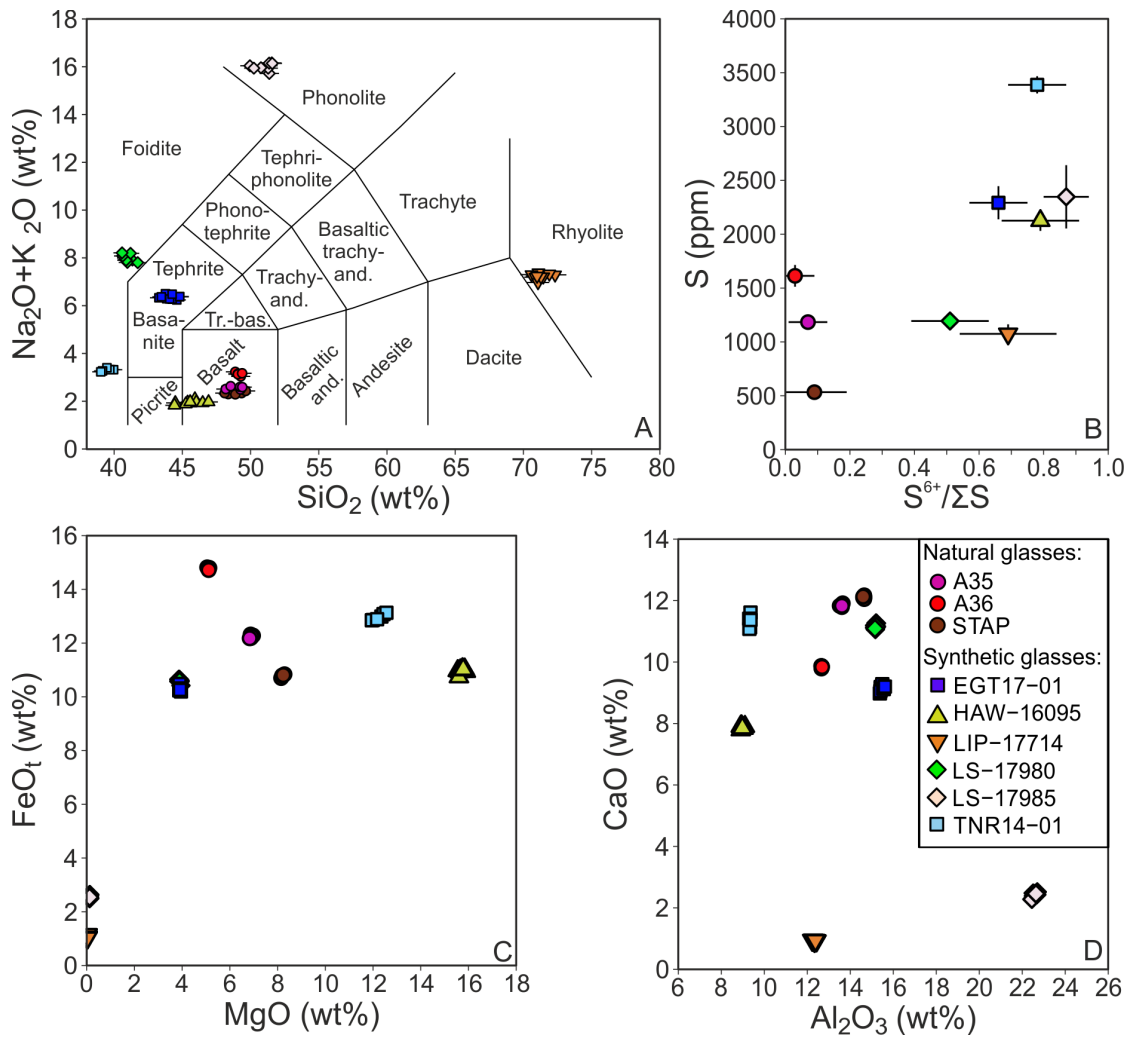 18
16
14
12
10
8
6
4
2
0
Na₂O+K ₂O (wt%)
Foidite
Phonolite
Tephri-
phonolite
Phono-
tephrite
Tephrite
Basaltic
trachy-
and.
Trachy-
and.
Trachyte
Rhyolite
Basa-
nite
Tr.-bas.
Picrite
Basalt
Basaltic
and.
Andesite
Dacite
A
40 45 50 55 60 65 70 75 80
SiO₂ (wt%)
4000
3500
3000
2500
2000
1500
1000
500
0
S (ppm)
B
0.0 0.2 0.4 0.6 0.8 1.0
S⁶⁺/ΣS
16
14
12
10
8
6
4
2
0
FeOₜ (wt%)
C
0 2 4 6 8 10 12 14 16 18
MgO (wt%)
14
12
10
8
6
4
2
0
CaO (wt%)
Natural glasses:
A35
A36
STAP
Synthetic glasses:
EGT17−01
HAW−16095
LIP−17714
LS−17980
LS−17985
TNR14−01
D
6 8 10 12 14 16 18 20 22 24 26
Al₂O₃ (wt%)